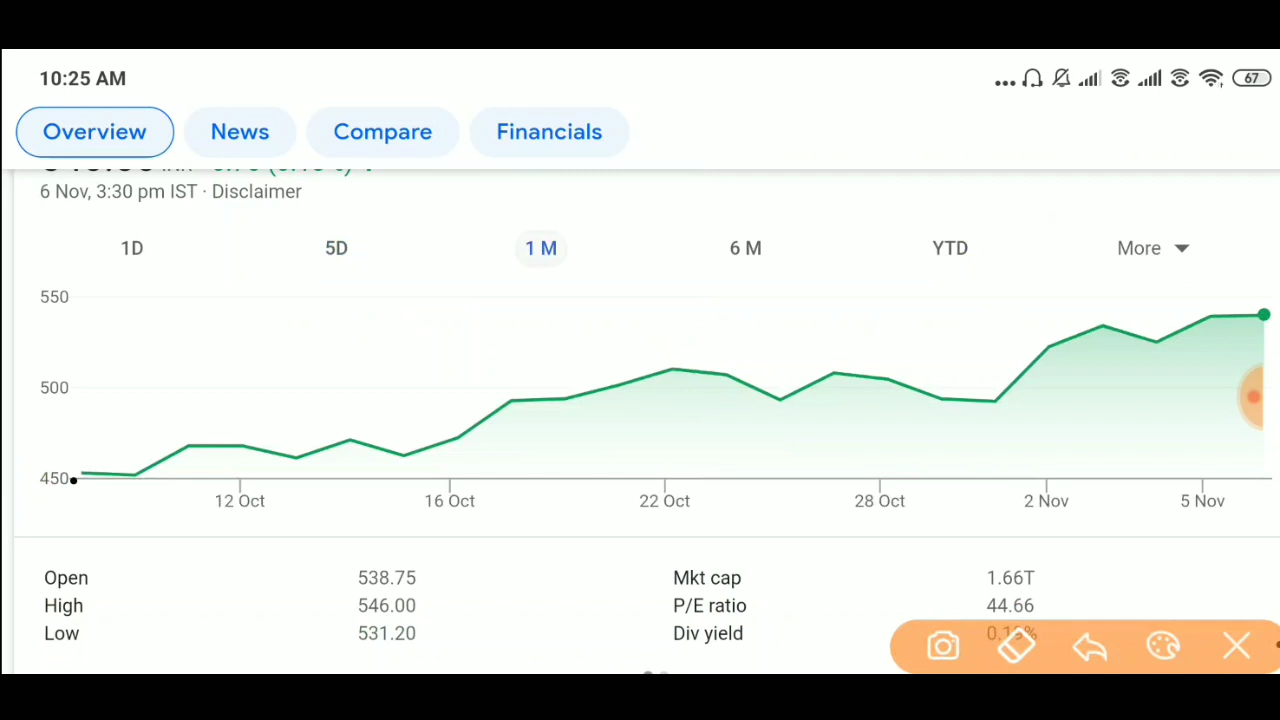 10:25 AM
67
Overview News Compare Financials
6 Nov, 3:30 pm IST · Disclaimer
1D 5D 1 M 6 M YTD More
550
500
450
12 Oct 16 Oct 22 Oct 28 Oct 2 Nov 5 Nov
Open 538.75 Mkt cap 1.66T
High 546.00 P/E ratio 44.66
Low 531.20 Div yield